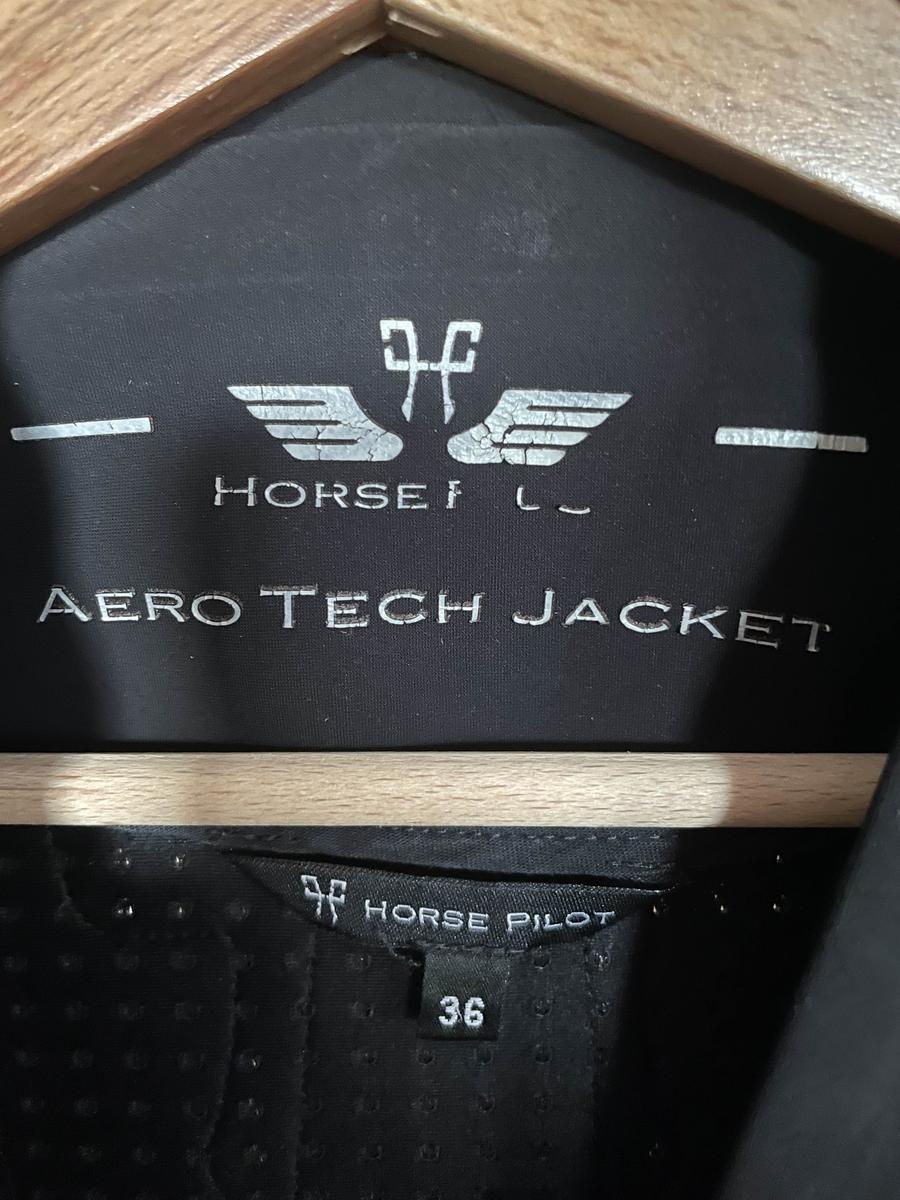 HORSE
AERO TECH JACKET
HORSE PILOT
36